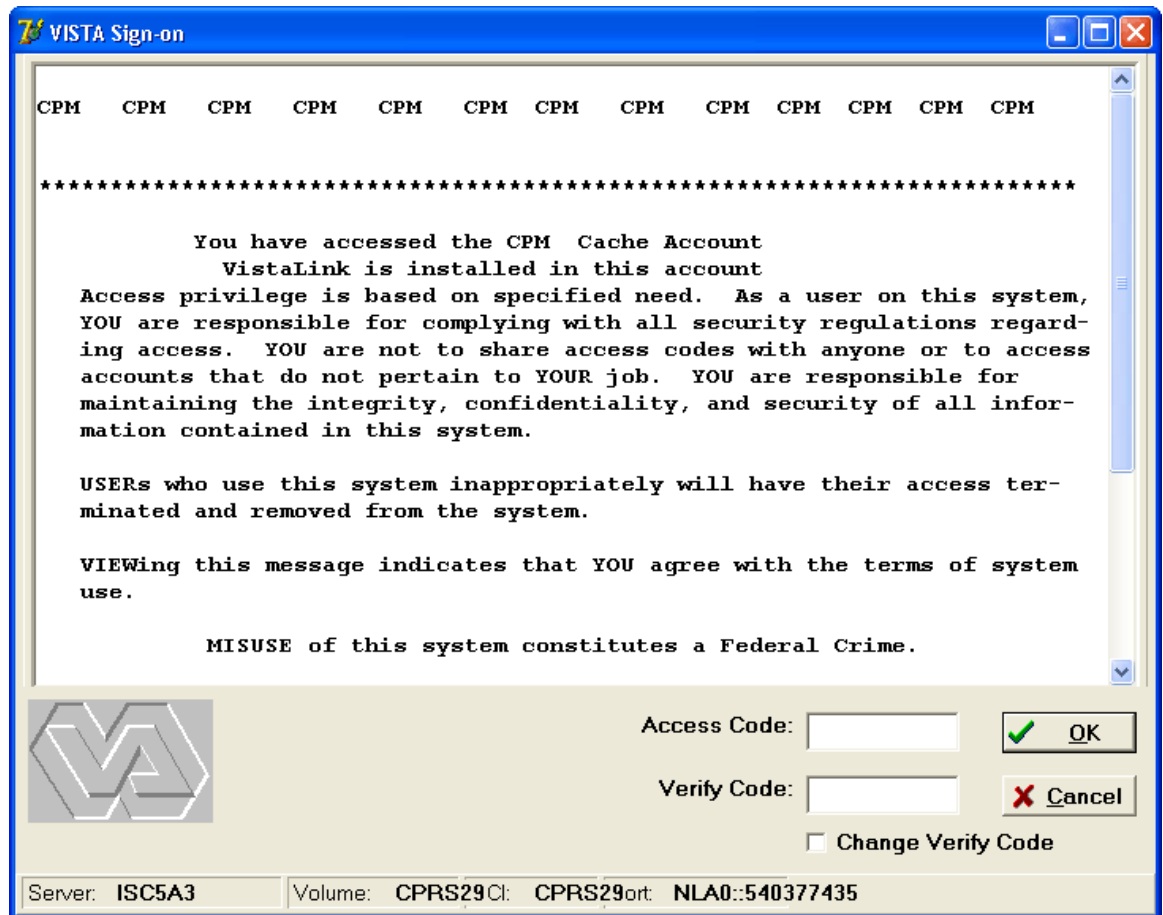 VISTA Sign-on
CPM CPM CPM CPM CPM CPM CPM CPM CPM CPM CPM CPM CPM
*************************************************************************
You have accessed the CPM Cache Account
VistaLink is installed in this account
Access privilege is based on specified need. As a user on this system,
YOU are responsible for complying with all security regulations regard-
ing access. YOU are not to share access codes with anyone or to access
accounts that do not pertain to YOUR job. YOU are responsible for
maintaining the integrity, confidentiality, and security of all infor-
mation contained in this system.
USERs who use this system inappropriately will have their access ter-
minated and removed from the system.
VIEWing this message indicates that YOU agree with the terms of system
use.
MISUSE of this system constitutes a Federal Crime.
Access Code:
OK
Verify Code:
Cancel
Change Verify Code
Server: ISC5A3 Volume: CPRS29 CI: CPRS29 ort: NLA0::540377435